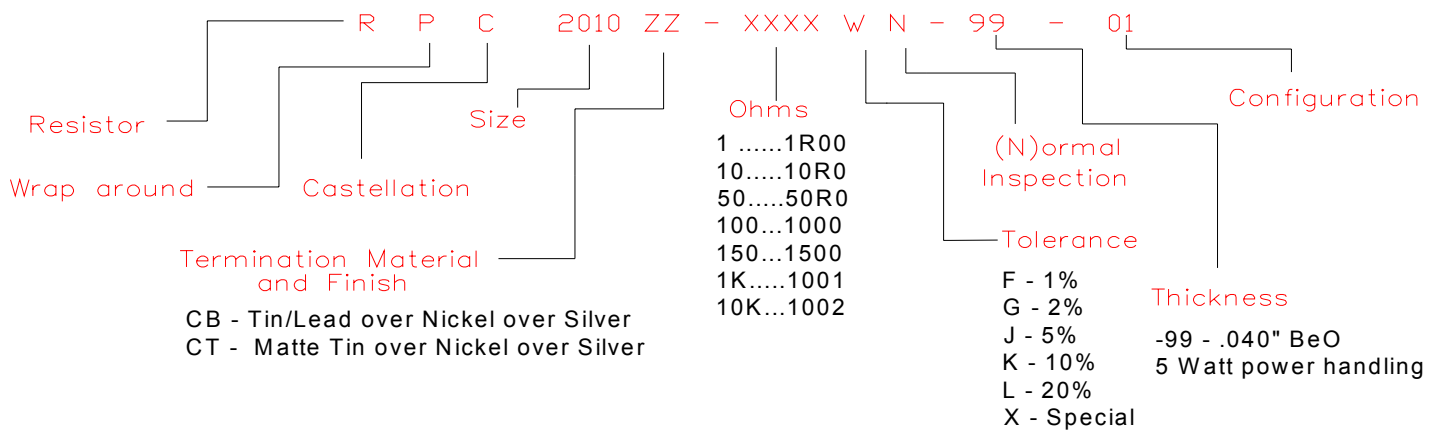 R P C 2010 ZZ - XXXX W N - 99 - 01
Resistor
Wrap around
Castellation
Size
Termination Material
and Finish
CB - Tin/Lead over Nickel over Silver
CT - Matte Tin over Nickel over Silver
Ohms
1 ......1R00
10.....10R0
50.....50R0
100...1000
150...1500
1K.....1001
10K...1002
(N)ormal
Inspection
Tolerance
F - 1%
G - 2%
J - 5%
K - 10%
L - 20%
X - Special
Configuration
Thickness
-99 - .040" BeO
5 Watt power handling